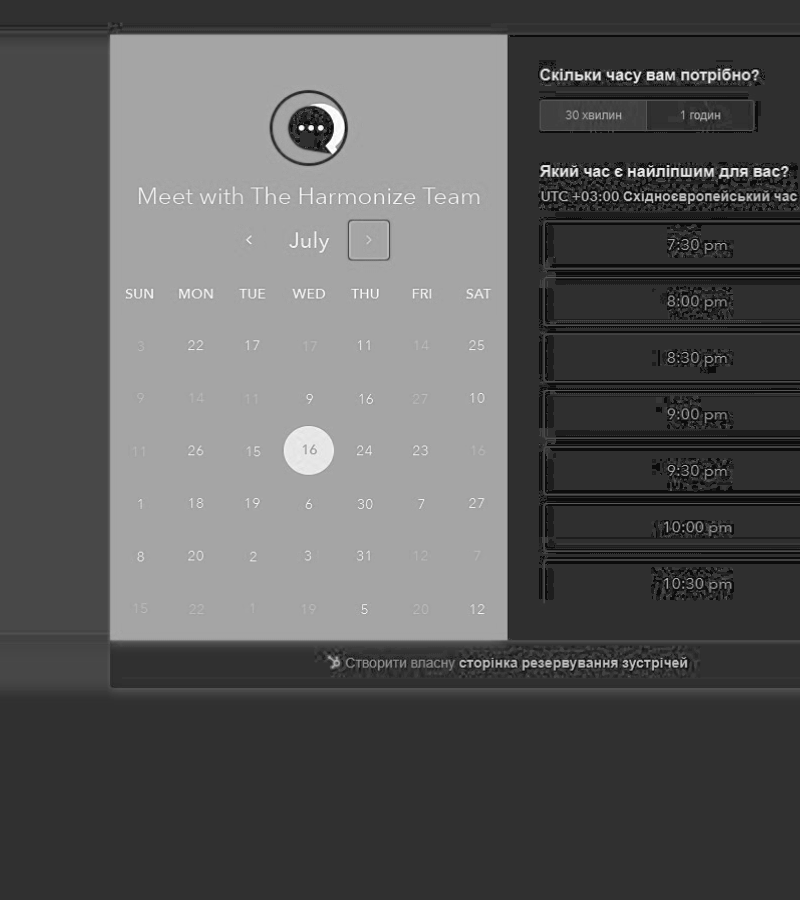 Meet with The Harmonize Team
July
SUN MON TUE WED THU FRI SAT
3 22 17 17 11 14 25
9 14 11 9 16 27 10
11 26 15 16 24 23 16
1 18 19 6 30 7 27
8 20 2 3 31 12 7
15 22 1 19 5 20 12
Скільки часу вам потрібно?
30 хвилин 1 годин
Який час є найліпшим для вас?
UTC +03:00 Східноєвропейський час
7:30 pm
8:00 pm
8:30 pm
9:00 pm
9:30 pm
10:00 pm
10:30 pm
Створити власну сторінка резервування зустрічей